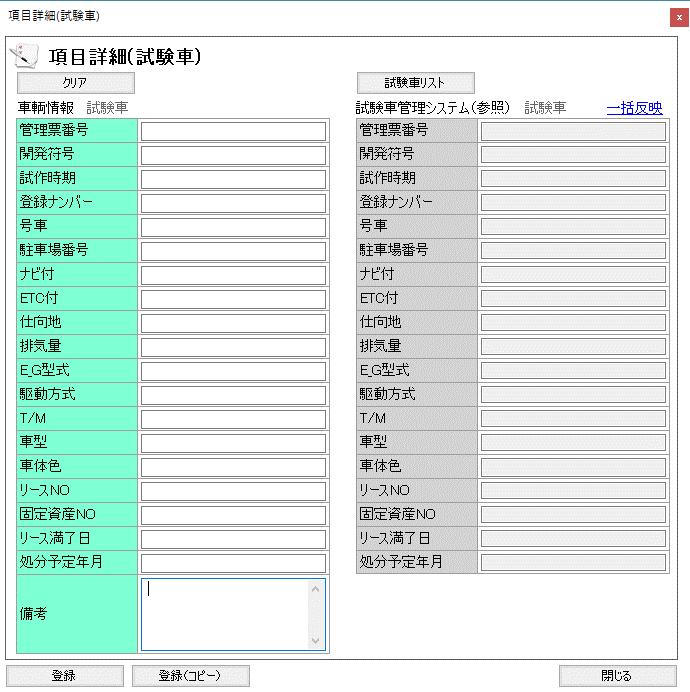 項目詳細(試験車)
x
項目詳細(試験車)
クリア
試験車リスト
車輌情報 試験車
試験車管理システム(参照) 試験車 一括反映
管理票番号 管理票番号
開発符号 開発符号
試作時期 試作時期
登録ナンバー 登録ナンバー
号車 号車
駐車場番号 駐車場番号
ナビ付 ナビ付
ETC付 ETC付
仕向地 仕向地
排気量 排気量
E_G型式 E_G型式
駆動方式 駆動方式
T/M T/M
車型 車型
車体色 車体色
リースNO リースNO
固定資産NO 固定資産NO
リース満了日 リース満了日
処分予定年月 処分予定年月
備考
登録 登録(コピー) 閉じる